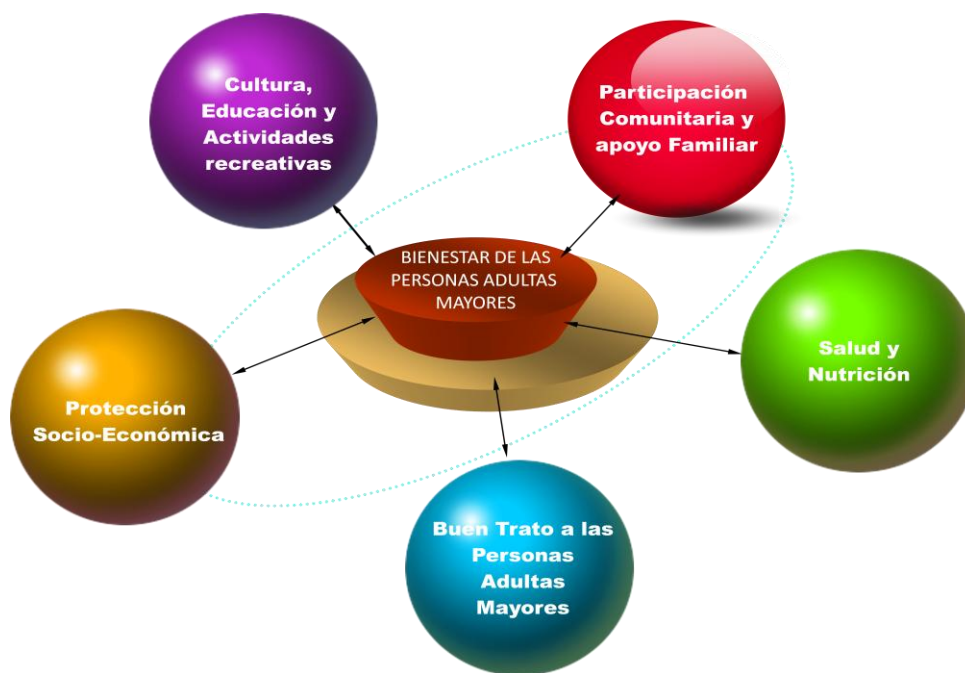 Cultura,
Educación y
Actividades
recreativas
Participación
Comunitaria y
apoyo Familiar
BIENESTAR DE LAS
PERSONAS ADULTAS
MAYORES
Salud y
Nutrición
Protección
Socio-Económica
Buen Trato a las
Personas
Adultas
Mayores